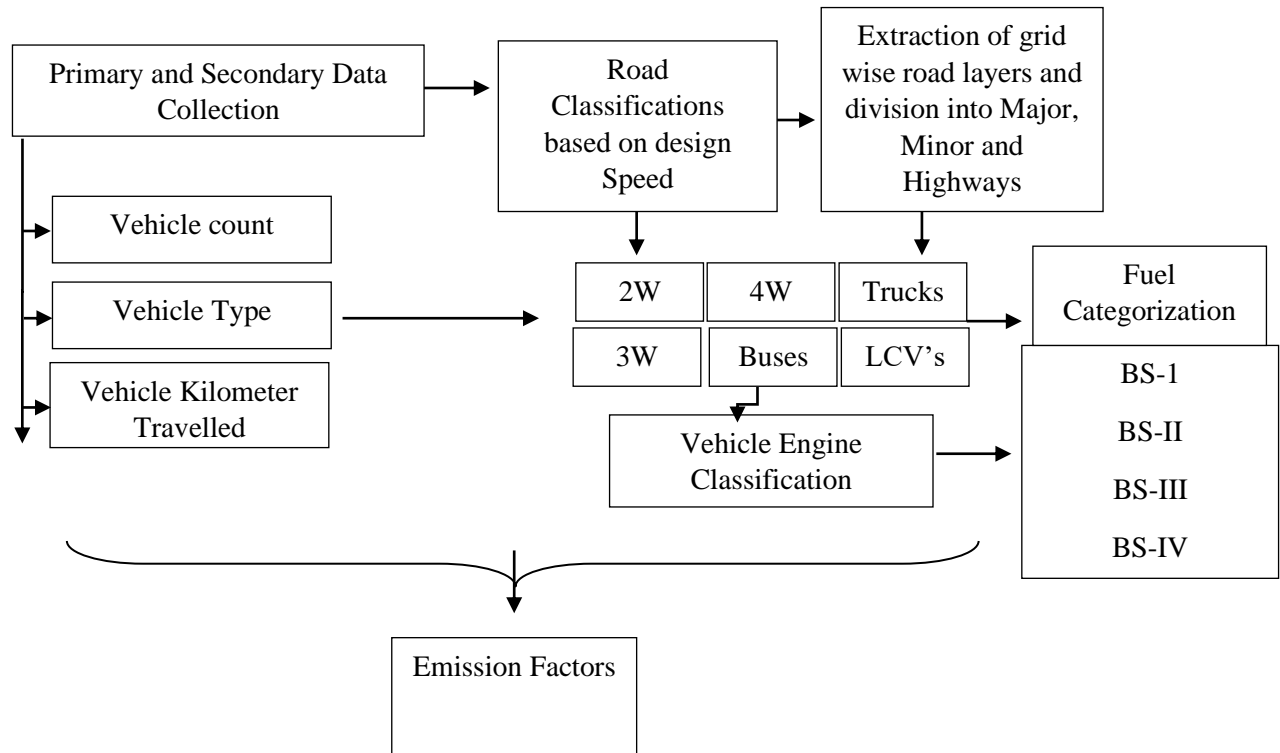 Primary and Secondary Data
Collection
Road
Classifications
based on design
Speed
Extraction of grid
wise road layers and
division into Major,
Minor and
Highways
Vehicle count
Vehicle Type
Vehicle Kilometer
Travelled
2W
4W
Trucks
3W
Buses
LCV's
Vehicle Engine
Classification
Fuel
Categorization
BS-1
BS-II
BS-III
BS-IV
Emission Factors